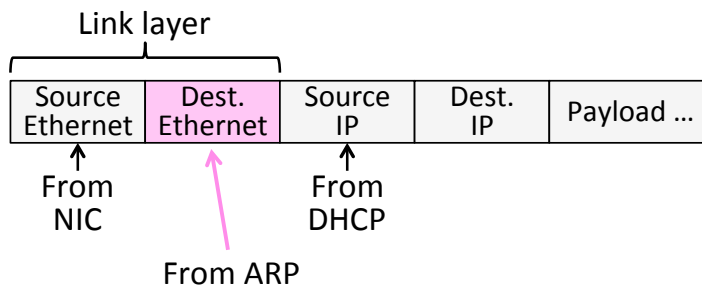 Link layer
Source Dest. Source Dest. Payload ...
Ethernet Ethernet IP IP
From From
NIC DHCP
From ARP